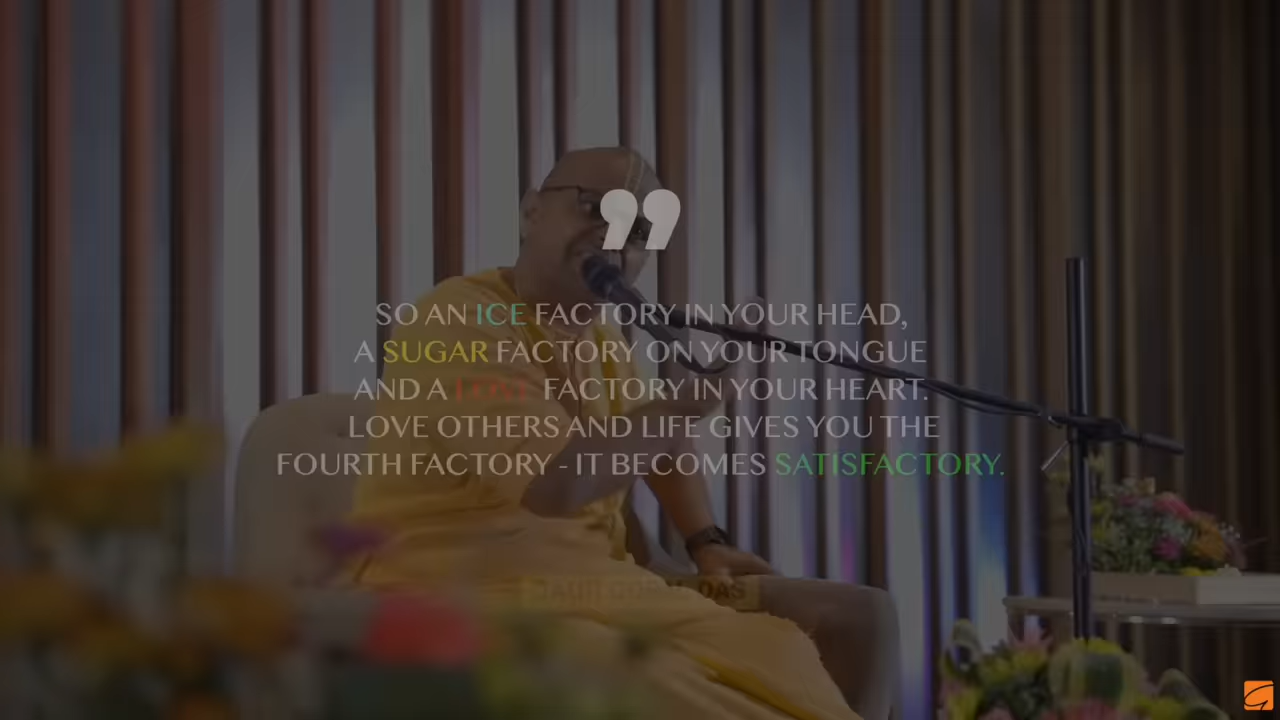 SO AN ICE FACTORY IN YOUR HEAD,
A SUGAR FACTORY ON YOUR TONGUE
AND A LOVE FACTORY IN YOUR HEART.
LOVE OTHERS AND LIFE GIVES YOU THE
FOURTH FACTORY - IT BECOMES SATISFACTORY.